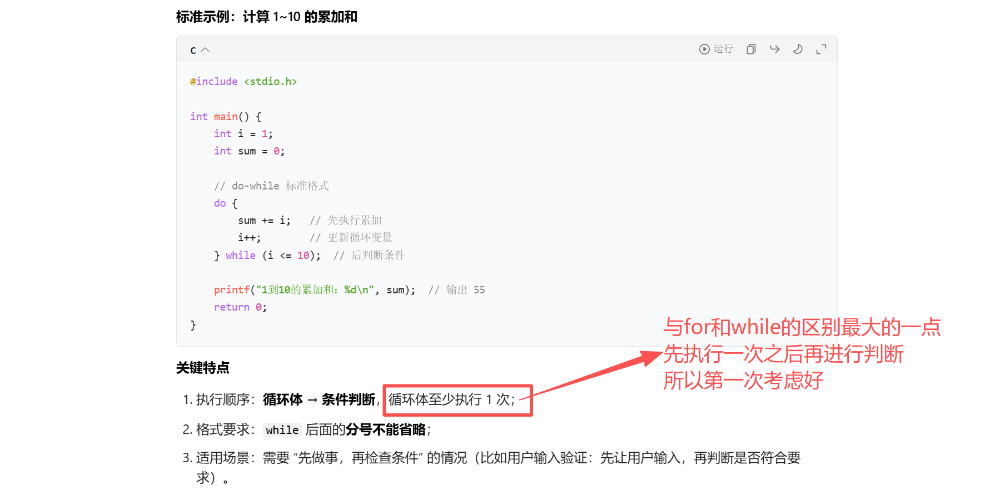 标准示例：计算 1~10 的累加和
C
运行
#include <stdio.h>
int main() {
    int i = 1;
    int sum = 0;
    // do-while 标准格式
    do {
        sum += i;   // 先执行累加
        i++;        // 更新循环变量
    } while (i <= 10);  // 后判断条件
    printf("1到10的累加和：%d\n", sum);  // 输出 55
    return 0;
}
与for和while的区别最大的一点
先执行一次之后再进行判断
所以第一次考虑好
关键特点
1. 执行顺序：循环体 → 条件判断，循环体至少执行 1 次；
2. 格式要求：while 后面的分号不能省略；
3. 适用场景：需要 “先做事，再检查条件” 的情况（比如用户输入验证：先让用户输入，再判断是否符合要
求）。